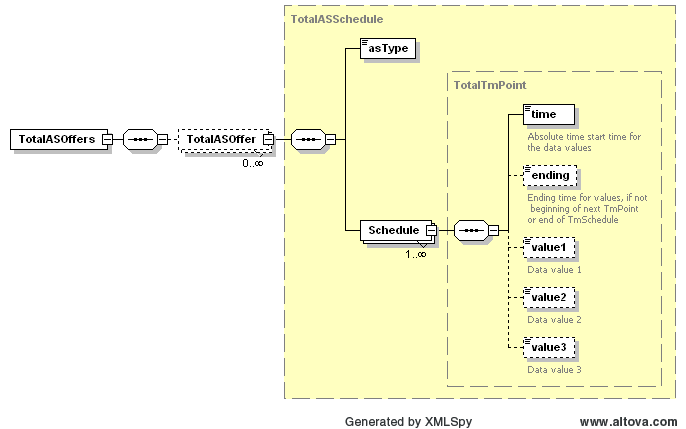 TotalASSchedule
asType
TotalTmPoint
time
Absolute time start time for
the data values
TotalASOffers
TotalASOffer
0..∞
ending
Ending time for values, if not
beginning of next TmPoint
or end of TmSchedule
Schedule
1..∞
value1
Data value 1
value2
Data value 2
value3
Data value 3
Generated by XMLSpy
www.altova.com